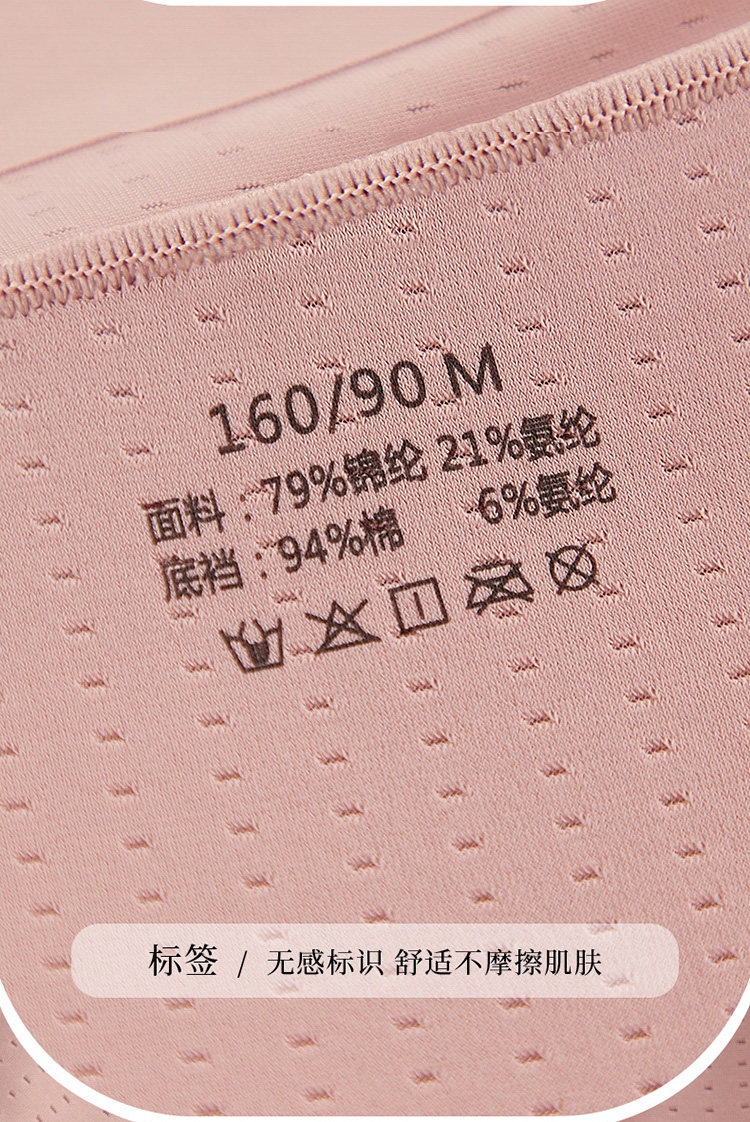 160/90 M
面料：79%锦纶 21%氨纶
底裆：94%棉 6%氨纶
标签 / 无感标识 舒适不摩擦肌肤